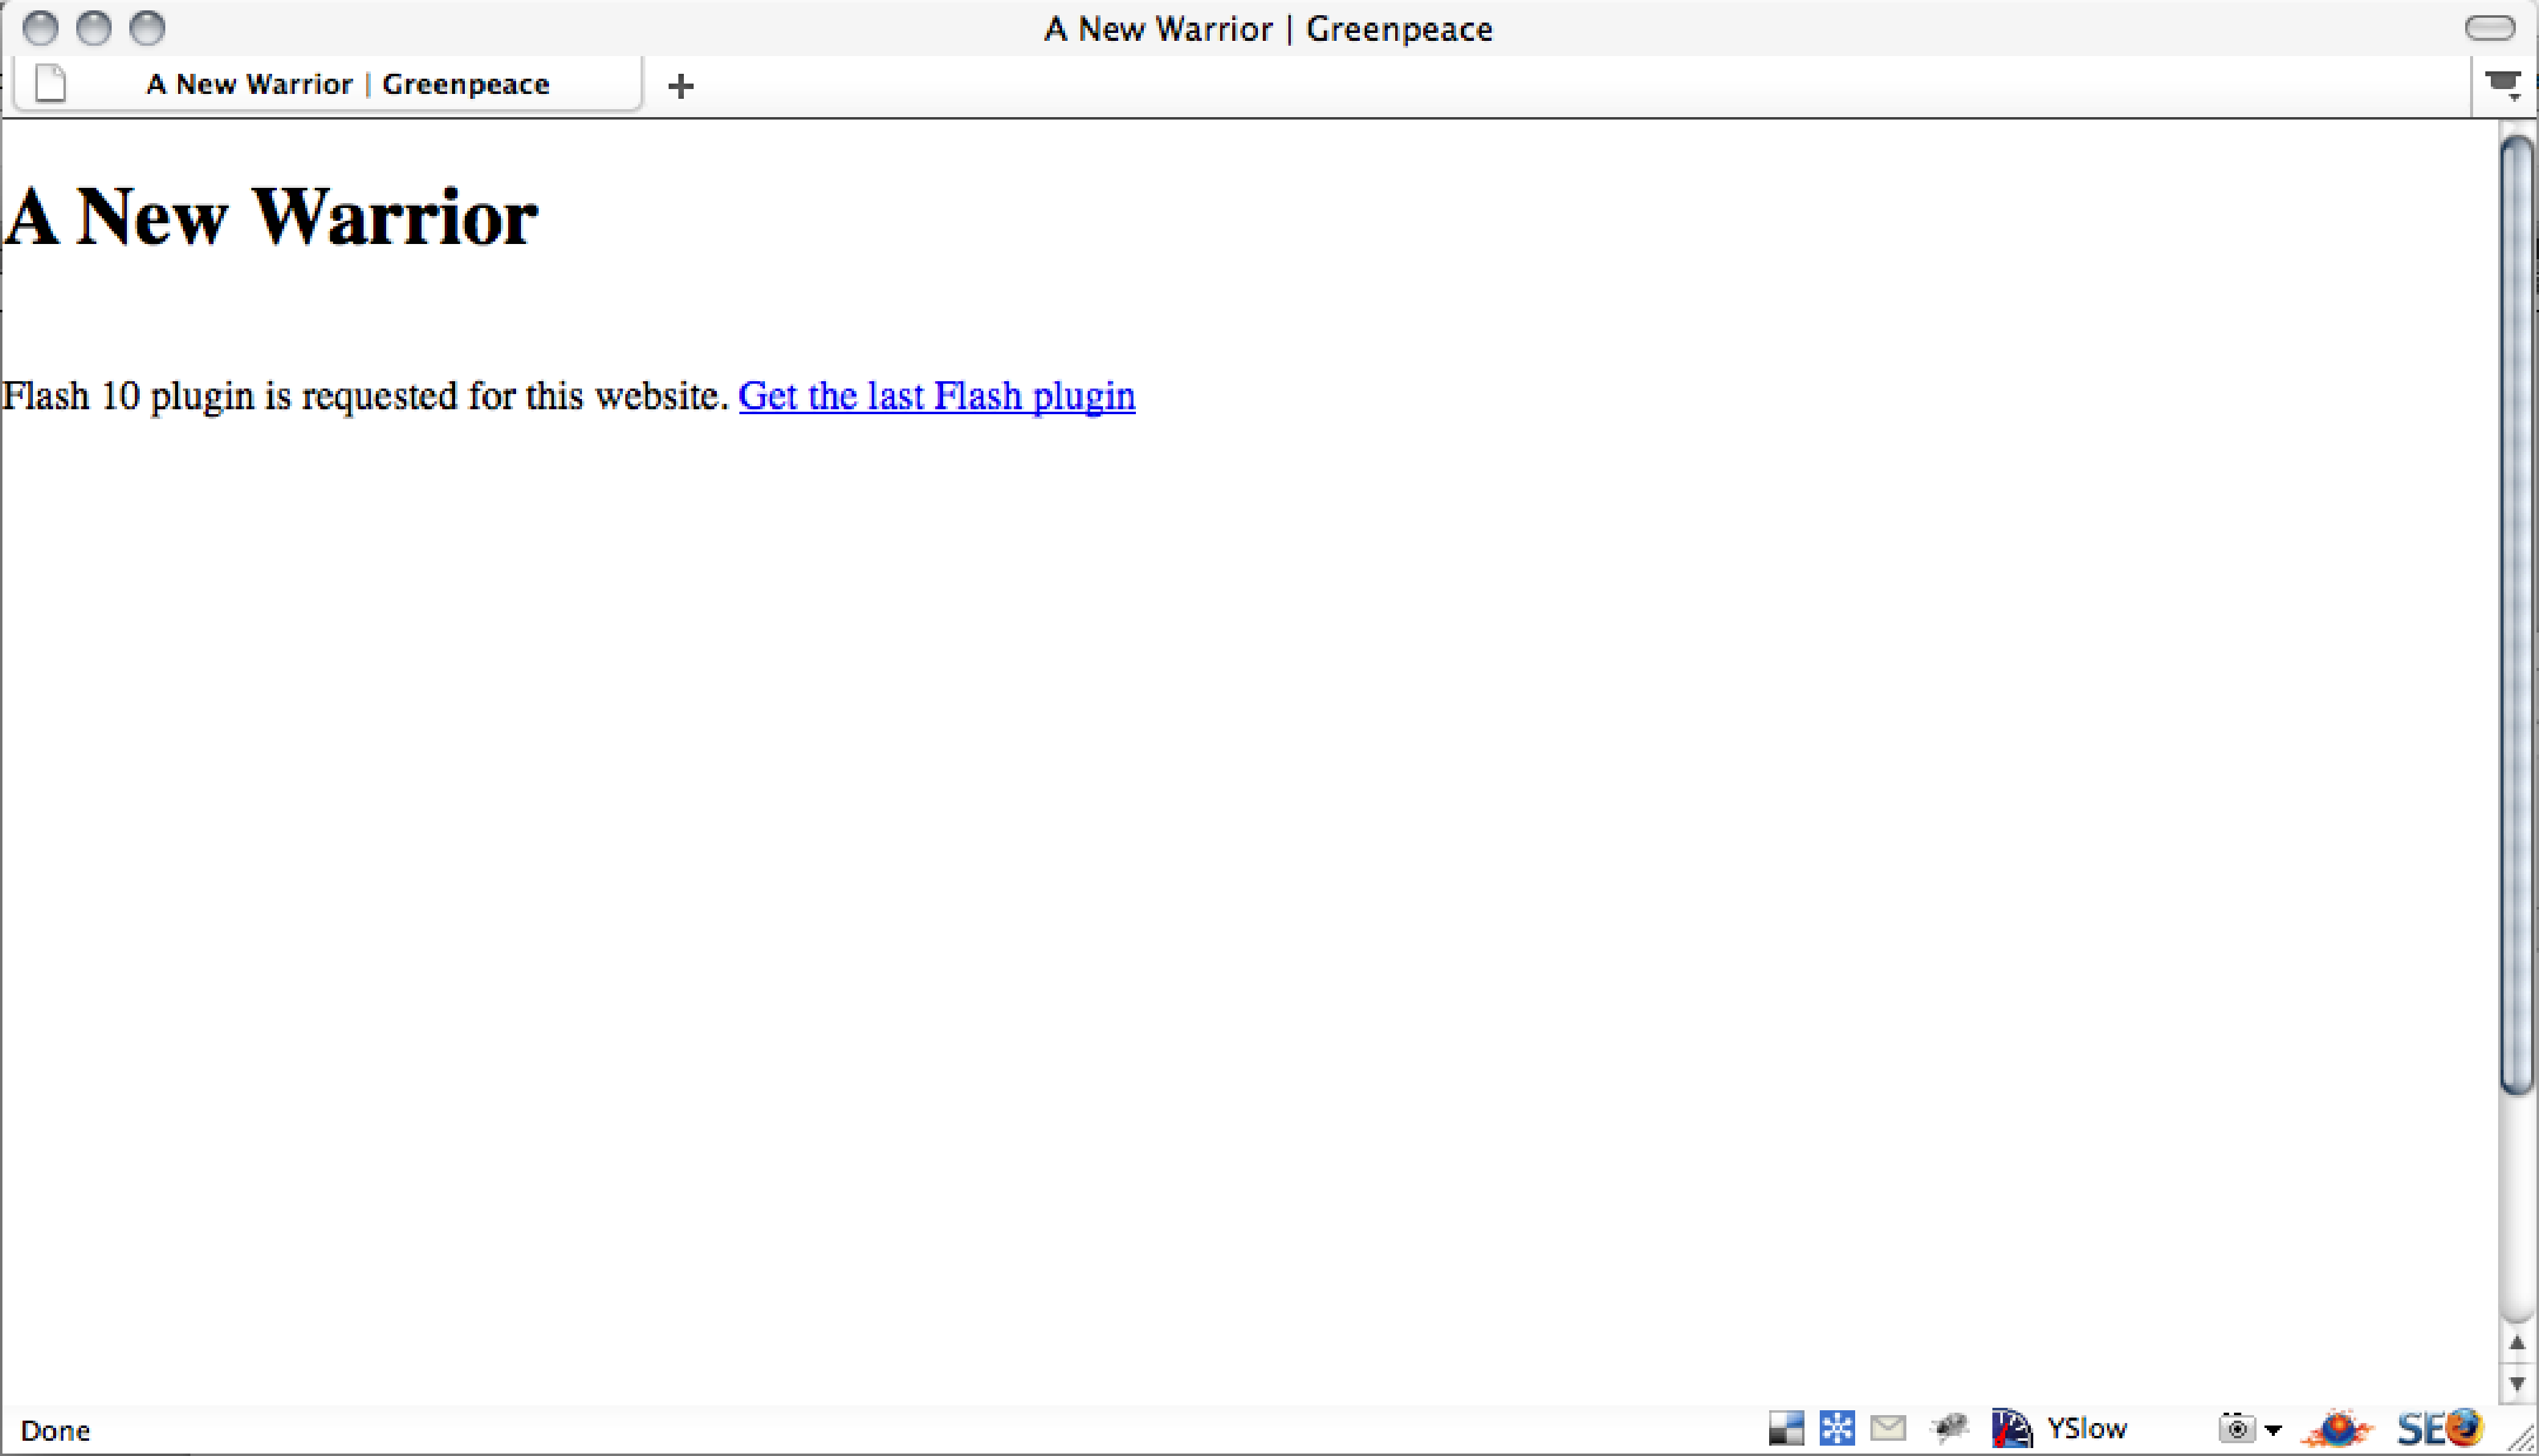 A New Warrior | Greenpeace
A New Warrior | Greenpeace
A New Warrior
Flash 10 plugin is requested for this website. Get the last Flash plugin
Done
YSlow
SEO